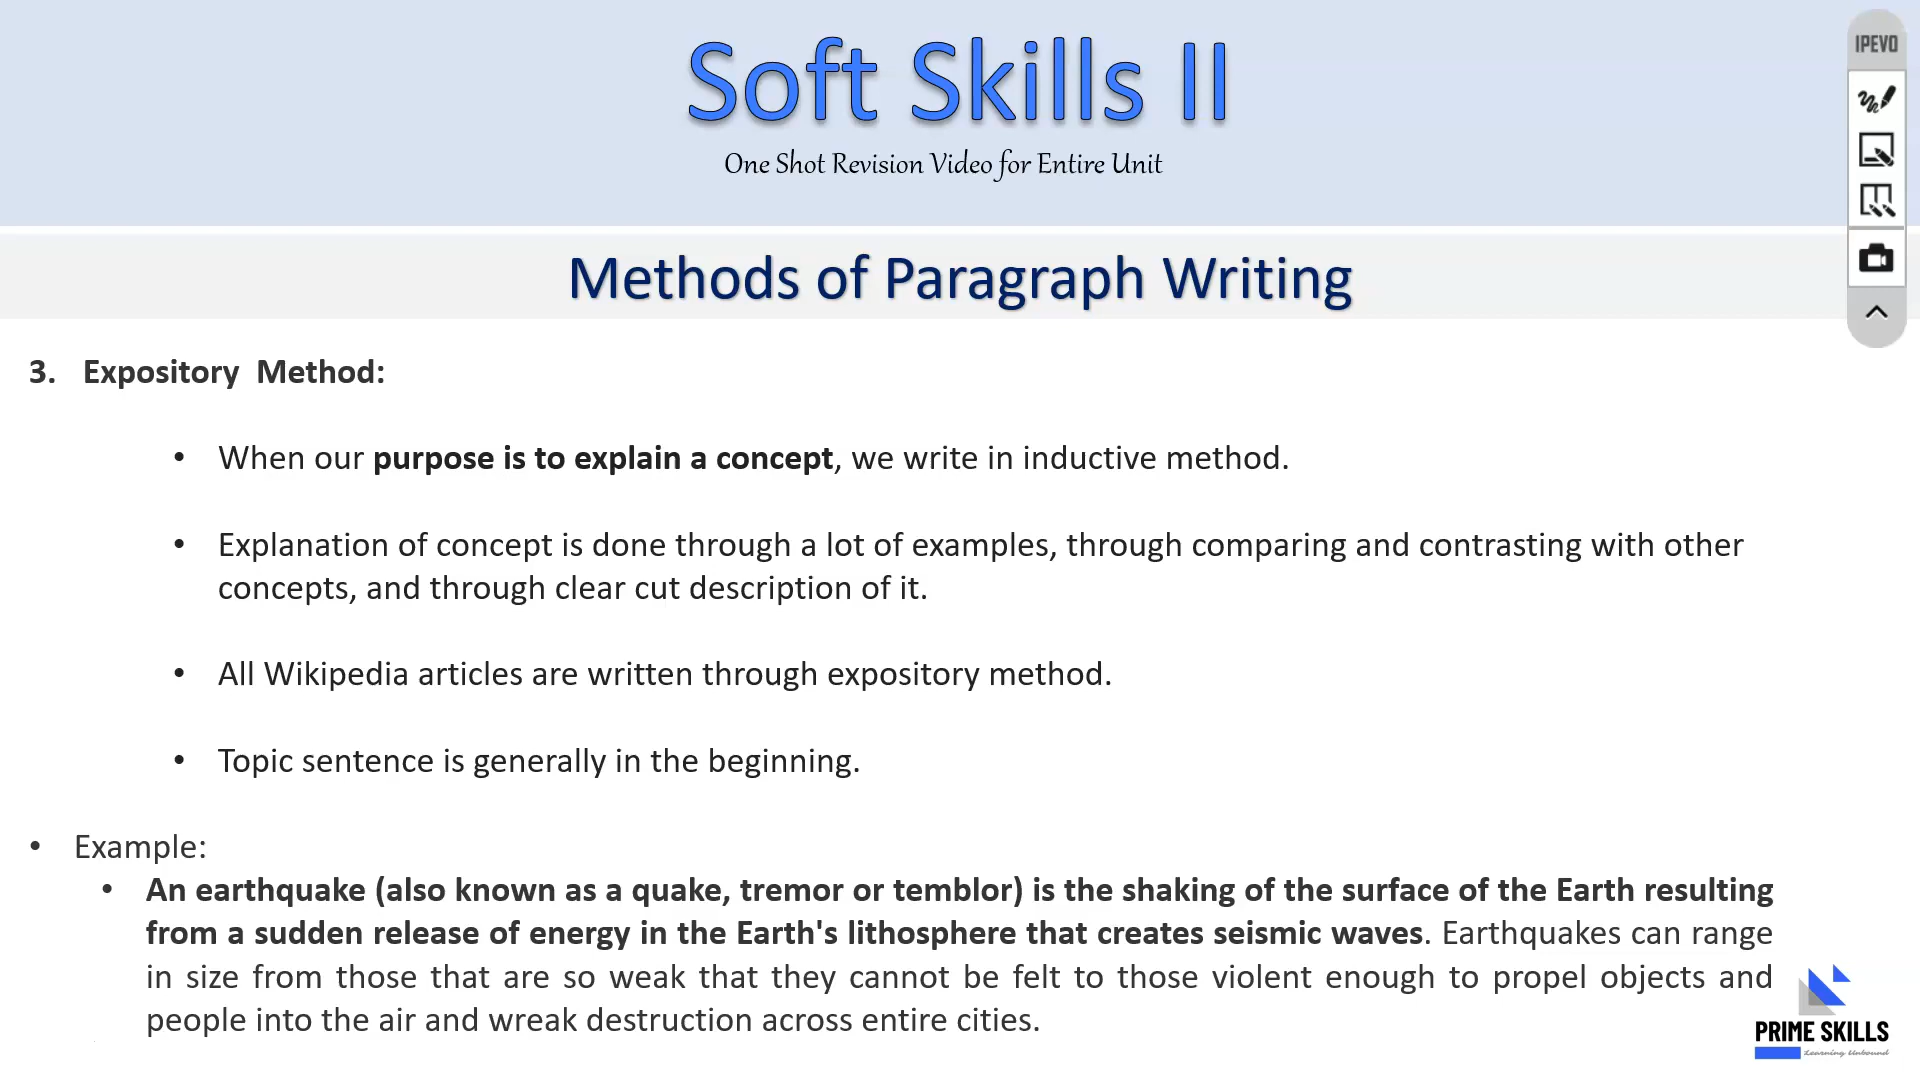 Soft Skills II
One Shot Revision Video for Entire Unit
IPEVO
Methods of Paragraph Writing
3. Expository Method:
• When our purpose is to explain a concept, we write in inductive method.
• Explanation of concept is done through a lot of examples, through comparing and contrasting with other
concepts, and through clear cut description of it.
• All Wikipedia articles are written through expository method.
• Topic sentence is generally in the beginning.
• Example:
• An earthquake (also known as a quake, tremor or temblor) is the shaking of the surface of the Earth resulting
from a sudden release of energy in the Earth's lithosphere that creates seismic waves. Earthquakes can range
in size from those that are so weak that they cannot be felt to those violent enough to propel objects and
people into the air and wreak destruction across entire cities.
PRIME SKILLS
Learning Unbound